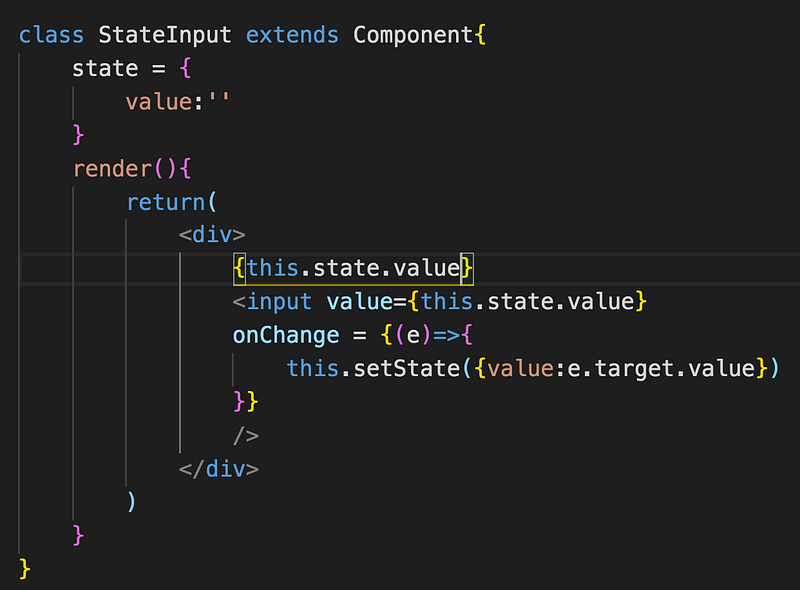 class StateInput extends Component{
    state = {
        value:''
    }
    render(){
        return(
            <div>
                {this.state.value}
                <input value={this.state.value}
                onChange = {(e)=>{
                    this.setState({value:e.target.value})
                }}
                />
            </div>
        )
    }
}